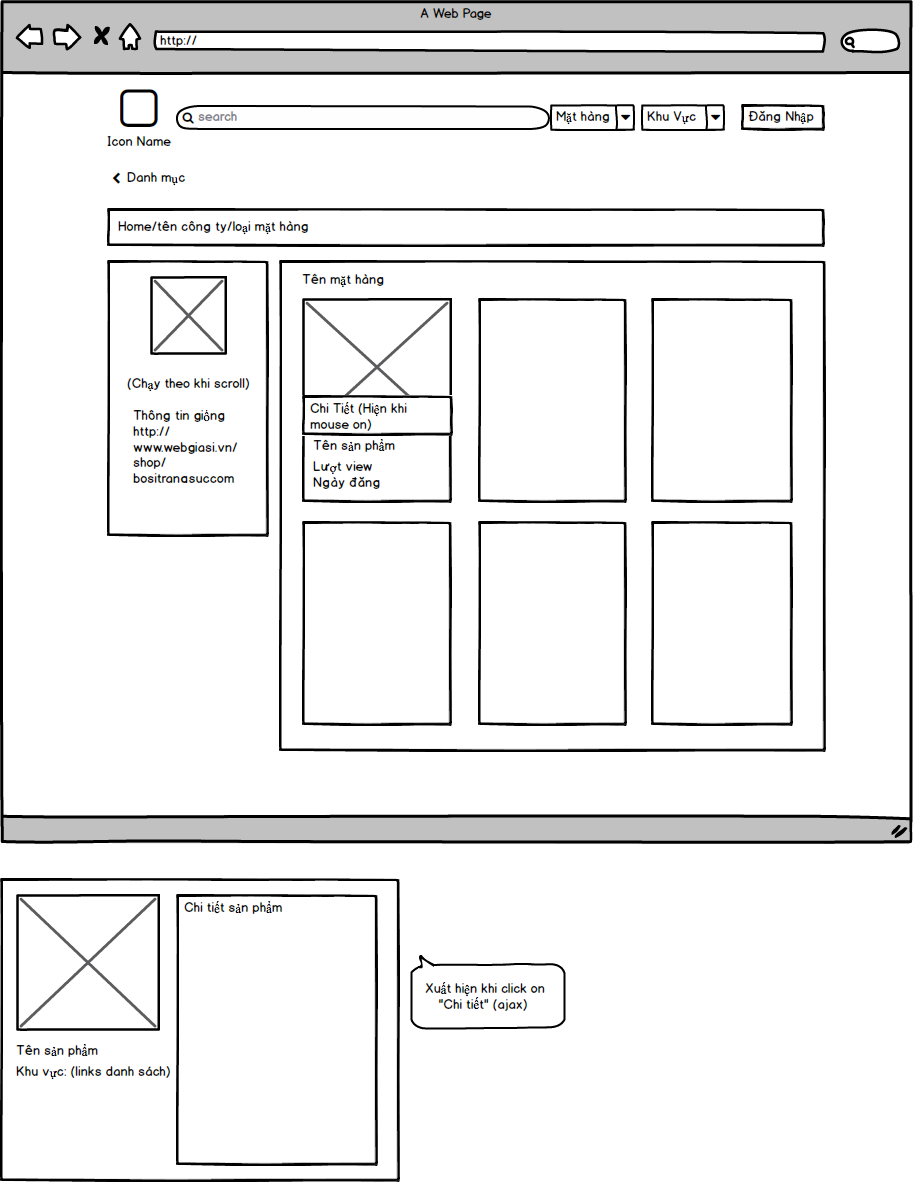 A Web Page
http://
search
Mặt hàng
Khu Vực
Đăng Nhập
Icon Name
Danh mục
Home/tên công ty/loại mặt hàng
(Chạy theo khi scroll)
Thông tin giống
http://
www.webgiasi.vn/
shop/
bositrangsuccom
Tên mặt hàng
Chi Tiết (Hiện khi
mouse on)
Tên sản phẩm
Lượt view
Ngày đăng
Chi tiết sản phẩm
Tên sản phẩm
Khu vực: (links danh sách)
Xuất hiện khi click on
"Chi tiết" (ajax)